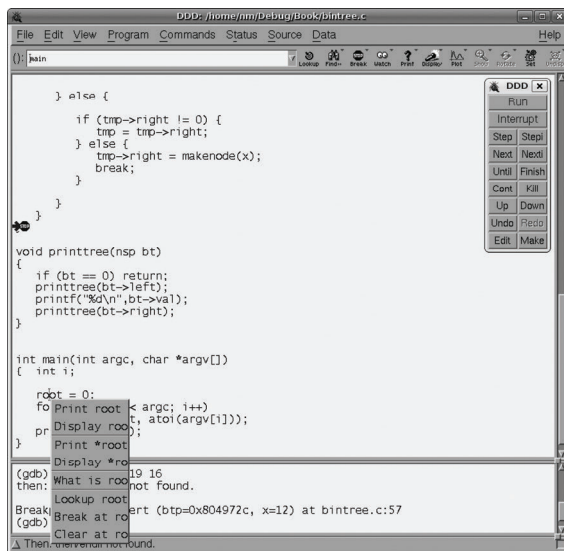 DDD: /home/nm/Debug/Book/bintree.c
File Edit View Program Commands Status Source Data Help
(): main
Lookup Find» Break Watch Print Display Plot Show Rotate Set Undisp
} else {
if (tmp->right != 0) {
tmp = tmp->right;
} else {
tmp->right = makenode(x);
break;
}
}
}
void printtree(nsp bt)
{
if (bt == 0) return;
printtree(bt->left);
printf("%d\n",bt->val);
printtree(bt->right);
}
int main(int argc, char *argv[])
{ int i;
root = 0;
fo < argc; i++)
t, atoi(argv[i]));
pr );
}
Print root
Display roo
Print *root
Display *ro
What is roo
Lookup root
Break at ro
Clear at ro
DDD
Run
Interrupt
Step Stepi
Next Nexti
Until Finish
Cont Kill
Up Down
Undo Redo
Edit Make
(gdb) 19 16
then: not found.
Break ert (btp=0x804972c, x=12) at bintree.c:57
(gdb)
not found.